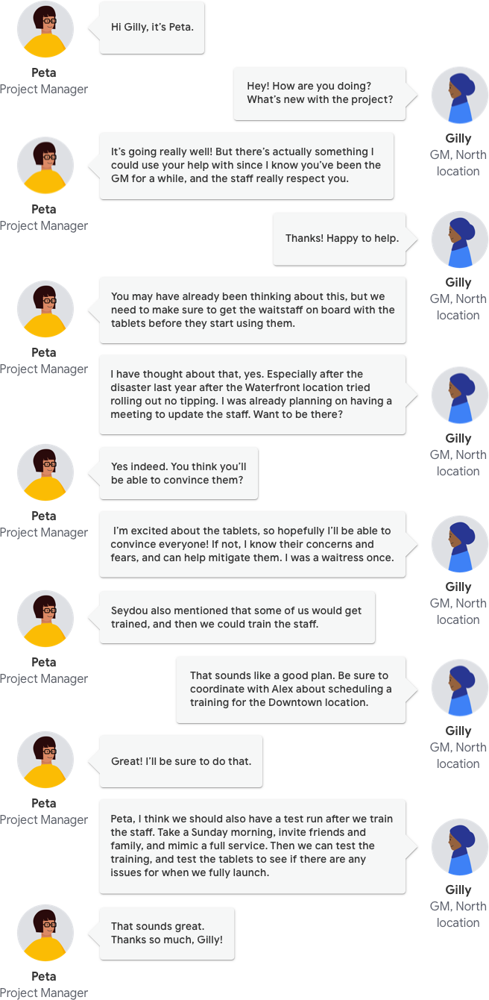 Hi Gilly, it's Peta.
Peta
Project Manager
Hey! How are you doing?
What's new with the project?
Gilly
GM, North
location
It's going really well! But there's actually something I
could use your help with since I know you've been the
GM for a while, and the staff really respect you.
Peta
Project Manager
Thanks! Happy to help.
Gilly
GM, North
location
You may have already been thinking about this, but we
need to make sure to get the waitstaff on board with the
tablets before they start using them.
Peta
Project Manager
I have thought about that, yes. Especially after the
disaster last year after the Waterfront location tried
rolling out no tipping. I was already planning on having a
meeting to update the staff. Want to be there?
Gilly
GM, North
location
Yes indeed. You think you'll
be able to convince them?
Peta
Project Manager
I'm excited about the tablets, so hopefully I'll be able to
convince everyone! If not, I know their concerns and
fears, and can help mitigate them. I was a waitress once.
Gilly
GM, North
location
Seydou also mentioned that some of us would get
trained, and then we could train the staff.
Peta
Project Manager
That sounds like a good plan. Be sure to
coordinate with Alex about scheduling a
training for the Downtown location.
Gilly
GM, North
location
Great! I'll be sure to do that.
Peta
Project Manager
Peta, I think we should also have a test run after we train
the staff. Take a Sunday morning, invite friends and
family, and mimic a full service. Then we can test the
training, and test the tablets to see if there are any
issues for when we fully launch.
Gilly
GM, North
location
That sounds great.
Thanks so much, Gilly!
Peta
Project Manager